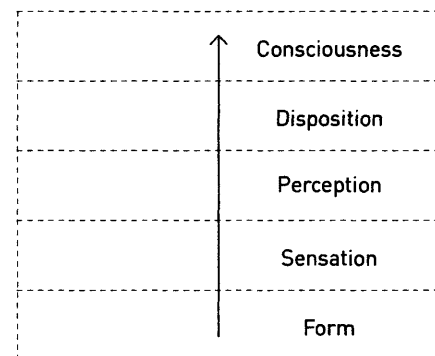 Consciousness
Disposition
Perception
Sensation
Form